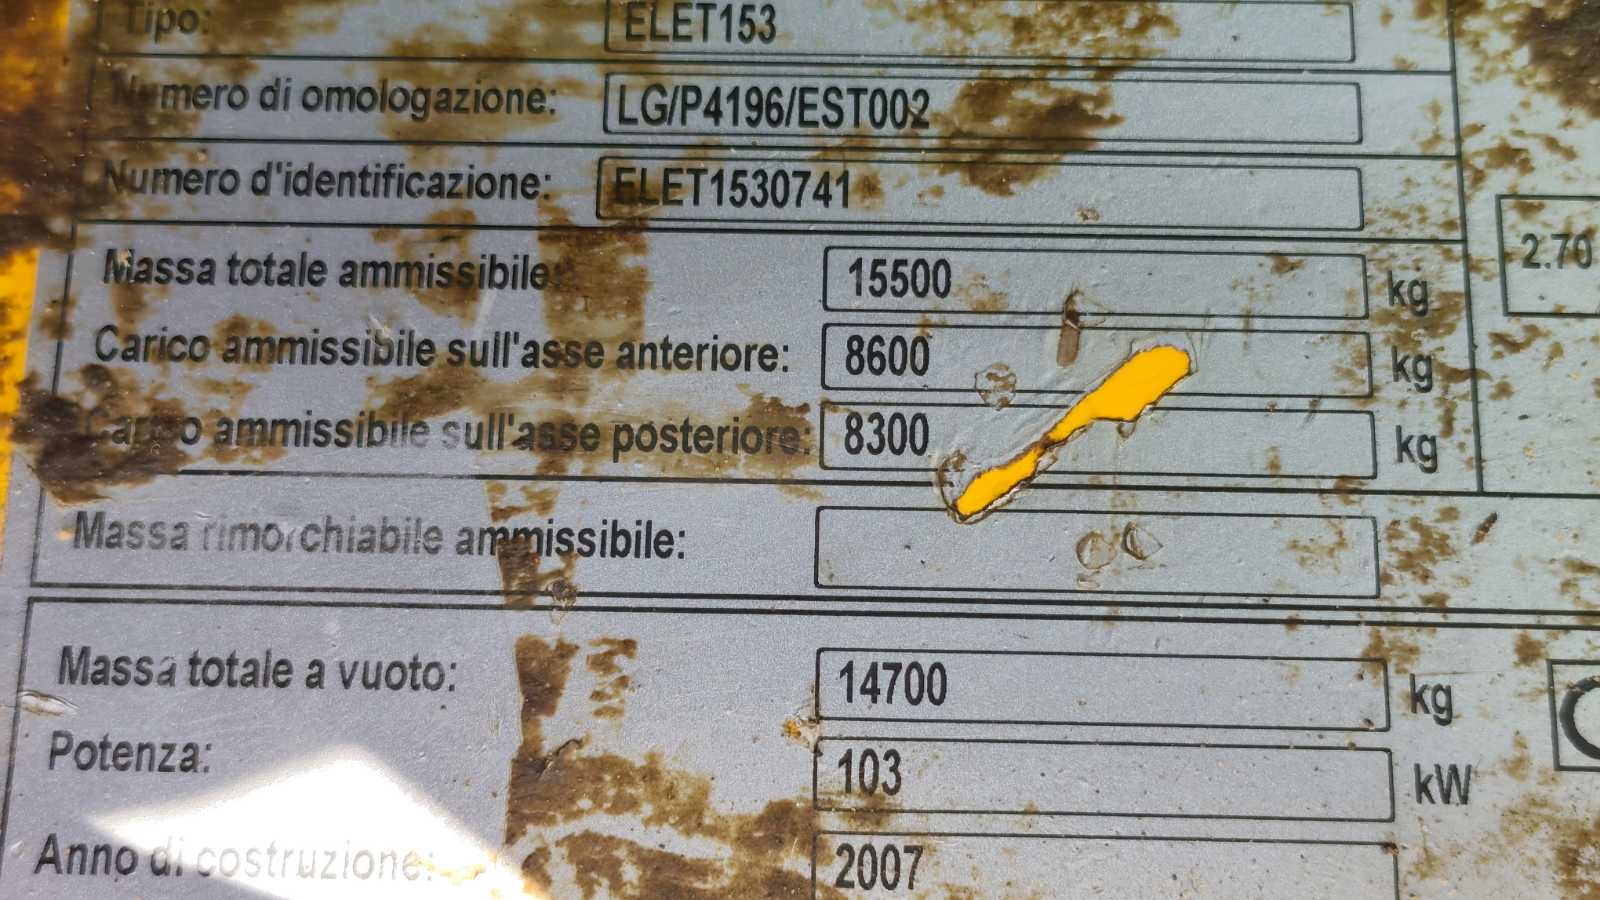 Tipo: ELET153
Numero di omologazione: LG/P4196/EST002
Numero d'identificazione: ELET1530741
Massa totale ammissibile: 15500 kg
2.70
Carico ammissibile sull'asse anteriore: 8600 kg
Carico ammissibile sull'asse posteriore: 8300 kg
Massa rimorchiabile ammissibile:
Massa totale a vuoto: 14700 kg
Potenza: 103 kW
Anno di costruzione: 2007